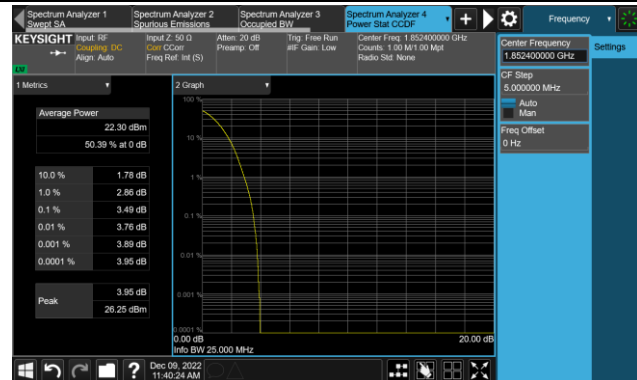 Spectrum Analyzer 1
Swept SA
Spectrum Analyzer 2
Spurious Emissions
Spectrum Analyzer 3
Occupied BW
Spectrum Analyzer 4
Power Stat CCDF
Frequency
KEYSIGHT
Input: RF
Coupling: DC
Align: Auto
Input Z: 50 Ω
Corr CCorr
Freq Ref: Int (S)
Atten: 20 dB
Preamp: Off
Trig: Free Run
#IF Gain: Low
Center Freq: 1.852400000 GHz
Counts: 1.00 M/1.00 Mpt
Radio Std: None
Center Frequency
1.852400000 GHz
Settings
CF Step
5.000000 MHz
Auto
Man
Freq Offset
0 Hz
1 Metrics
2 Graph
Average Power
22.30 dBm
50.39 % at 0 dB
10.0 % 1.78 dB
1.0 % 2.86 dB
0.1 % 3.49 dB
0.01 % 3.76 dB
0.001 % 3.89 dB
0.0001 % 3.95 dB
Peak
3.95 dB
26.25 dBm
100 %
10 %
1 %
0.1 %
0.01 %
0.001 %
0.0001 %
0.00 dB
20.00 dB
Info BW 25.000 MHz
Dec 09, 2022
11:40:24 AM